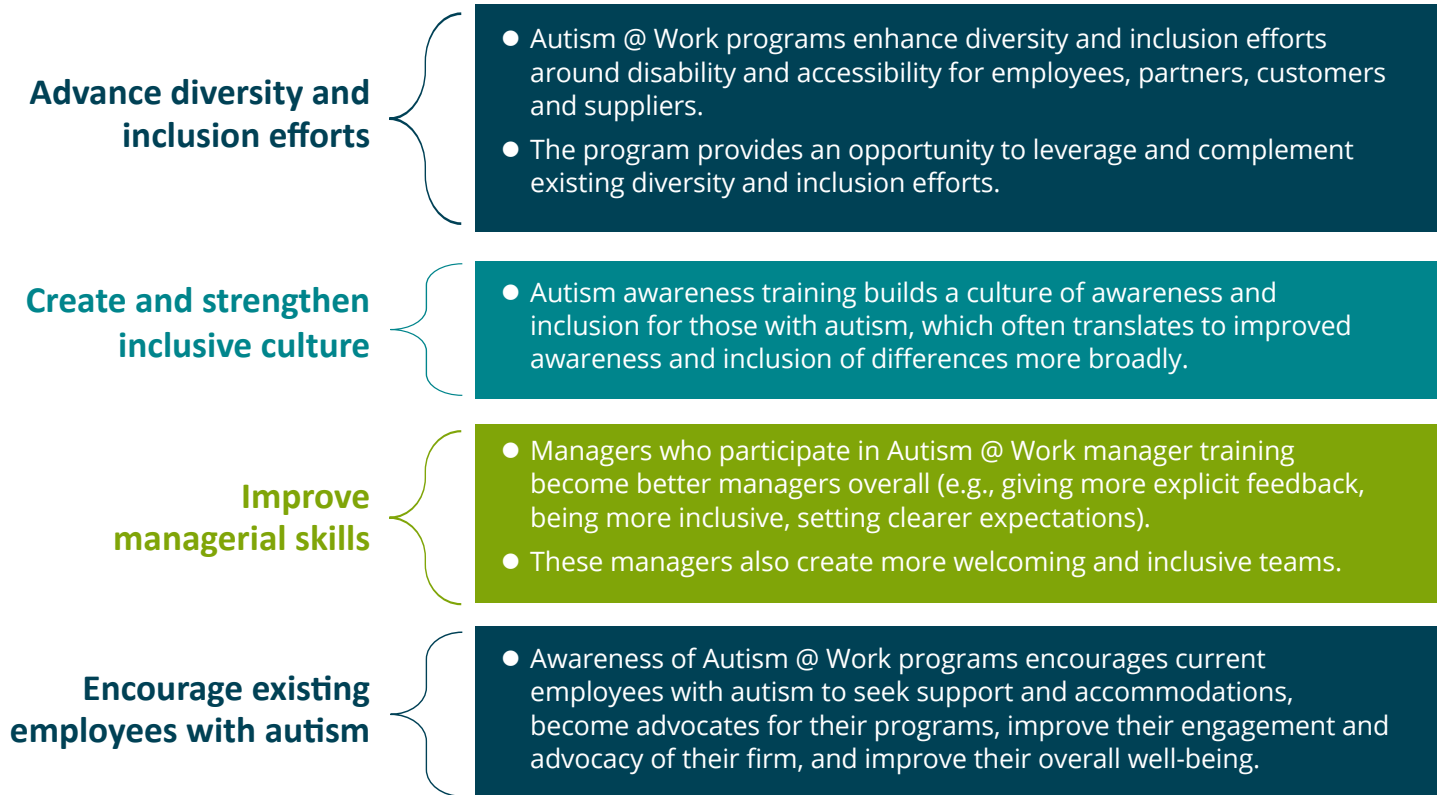 Advance diversity and
inclusion efforts
● Autism @ Work programs enhance diversity and inclusion efforts
around disability and accessibility for employees, partners, customers
and suppliers.
● The program provides an opportunity to leverage and complement
existing diversity and inclusion efforts.
Create and strengthen
inclusive culture
● Autism awareness training builds a culture of awareness and
inclusion for those with autism, which often translates to improved
awareness and inclusion of differences more broadly.
Improve
managerial skills
● Managers who participate in Autism @ Work manager training
become better managers overall (e.g., giving more explicit feedback,
being more inclusive, setting clearer expectations).
● These managers also create more welcoming and inclusive teams.
Encourage existing
employees with autism
● Awareness of Autism @ Work programs encourages current
employees with autism to seek support and accommodations,
become advocates for their programs, improve their engagement and
advocacy of their firm, and improve their overall well-being.